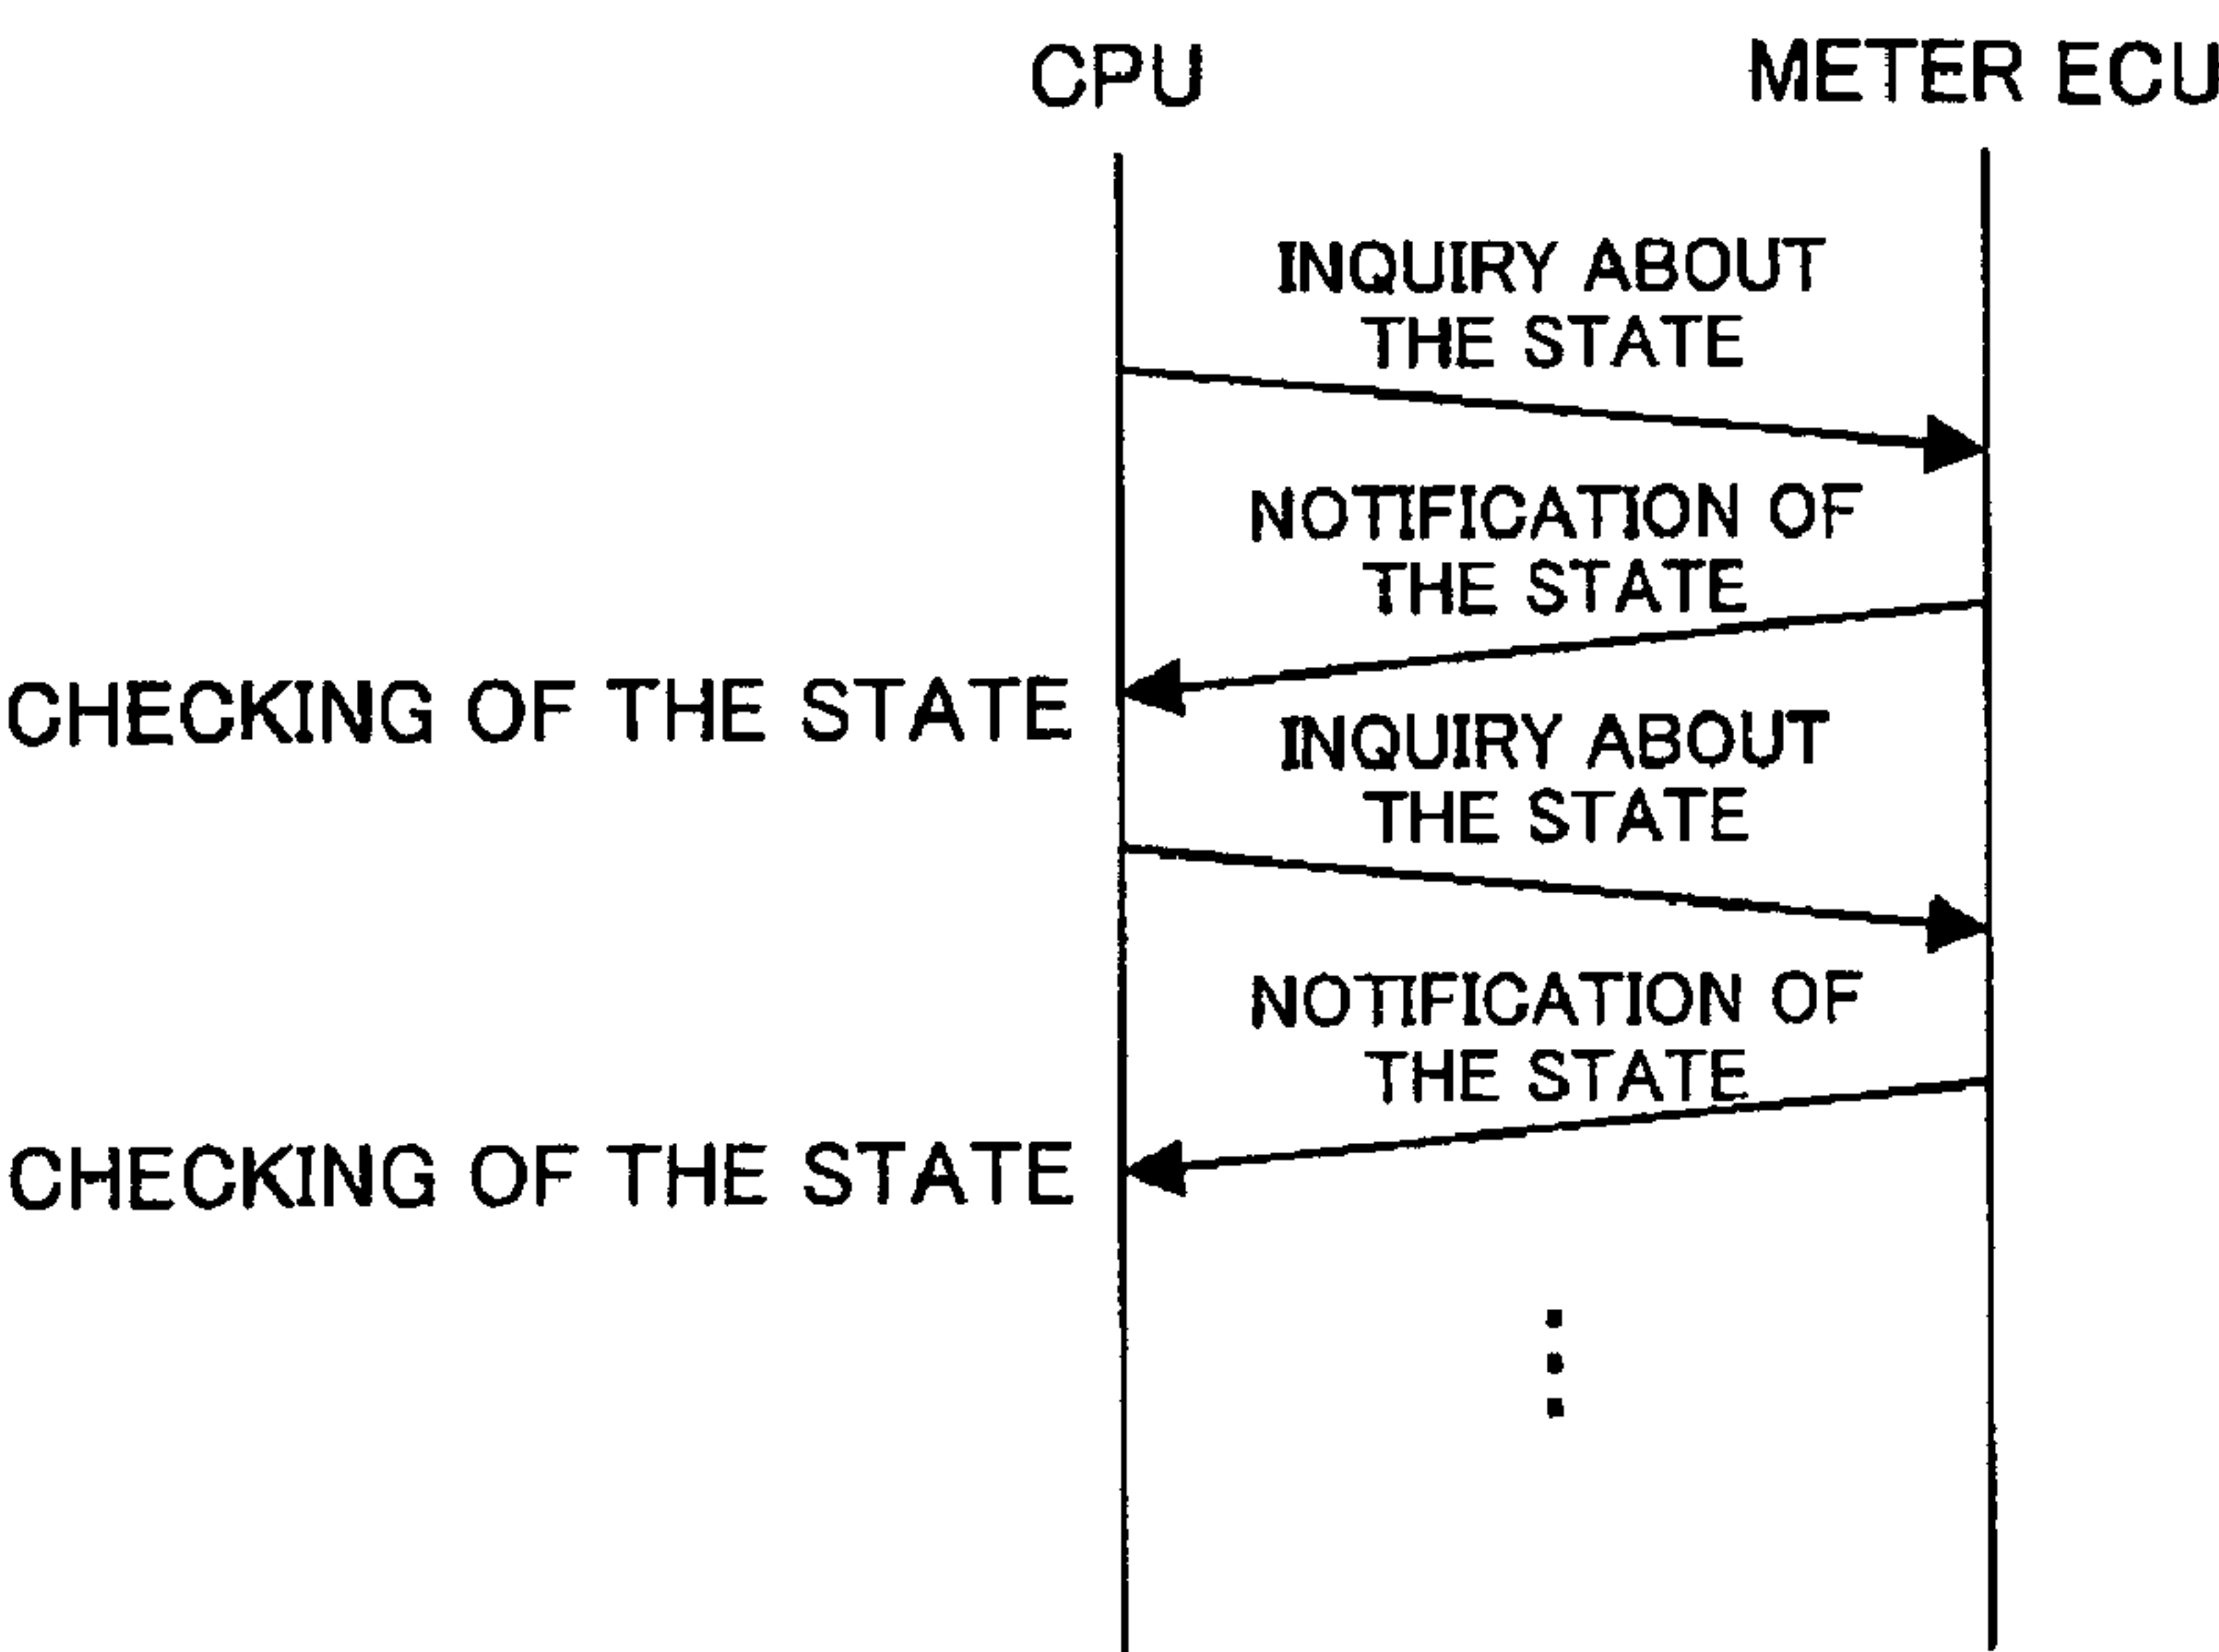 CPU
METER ECU
INQUIRY ABOUT
THE STATE
NOTIFICATION OF
THE STATE
CHECKING OF THE STATE
INQUIRY ABOUT
THE STATE
NOTIFICATION OF
THE STATE
CHECKING OF THE STATE